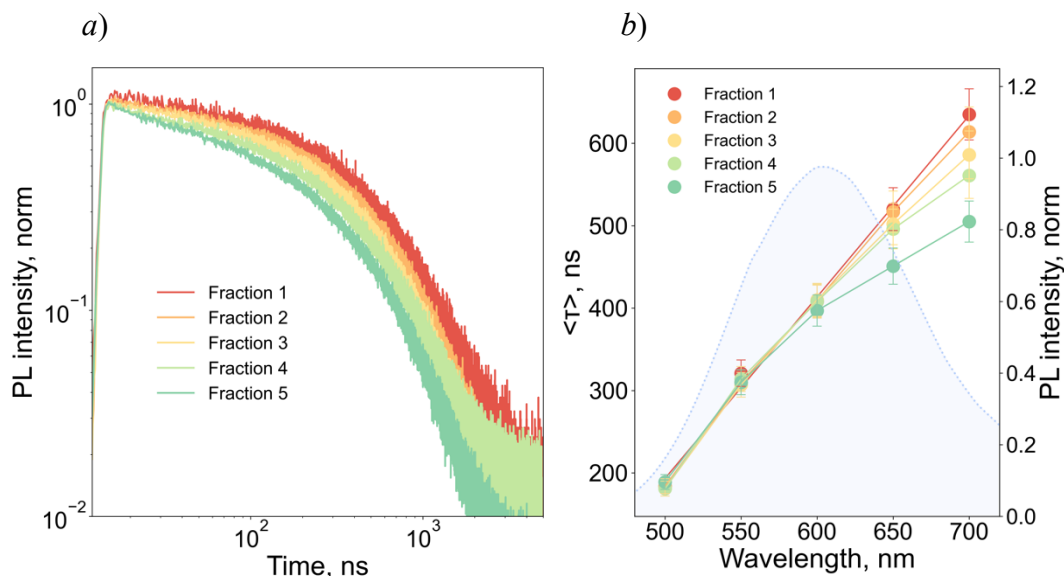 a)
b)
PL intensity, norm
10^0
10^-1
10^-2
Fraction 1
Fraction 2
Fraction 3
Fraction 4
Fraction 5
10^2
10^3
Time, ns
<τ>, ns
600
500
400
300
200
Fraction 1
Fraction 2
Fraction 3
Fraction 4
Fraction 5
1.2
1.0
0.8
0.6
0.4
0.2
0.0
PL intensity, norm
500 550 600 650 700
Wavelength, nm